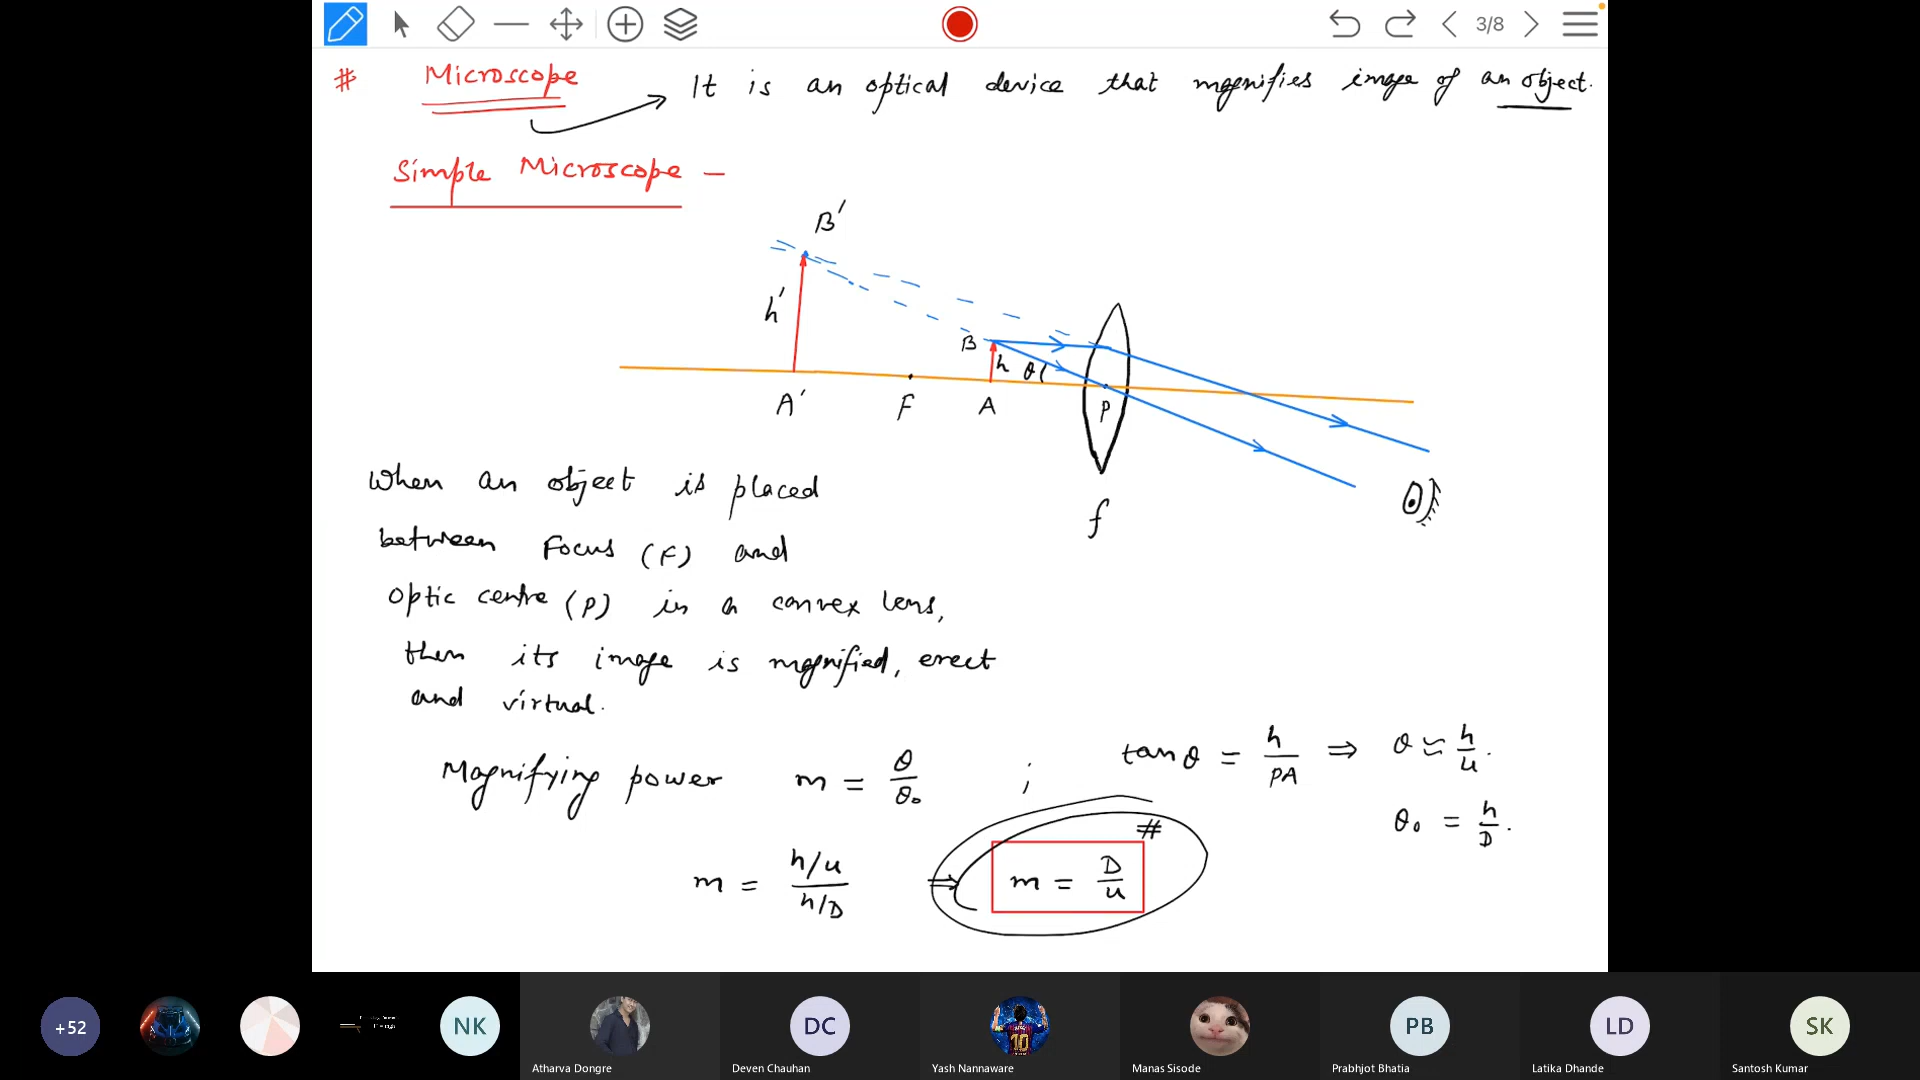 3/8
# Microscope → It is an optical device that magnifies image of an object.
Simple Microscope –
B'
h'
B
h θ
A' F A P
f
When an object is placed
between Focus (F) and
optic centre (P) in a convex lens,
then its image is magnified, erect
and virtual.
Magnifying power m = θ/θ₀ ; tanθ = h/PA ⇒ θ ≈ h/u.
θ₀ = h/D.
#
m = h/u / h/D ⇒ m = D/u
+52 NK DC 10 PB LD SK
Atharva Dongre Deven Chauhan Yash Nannaware Manas Sisode Prabhjot Bhatia Latika Dhande Santosh Kumar